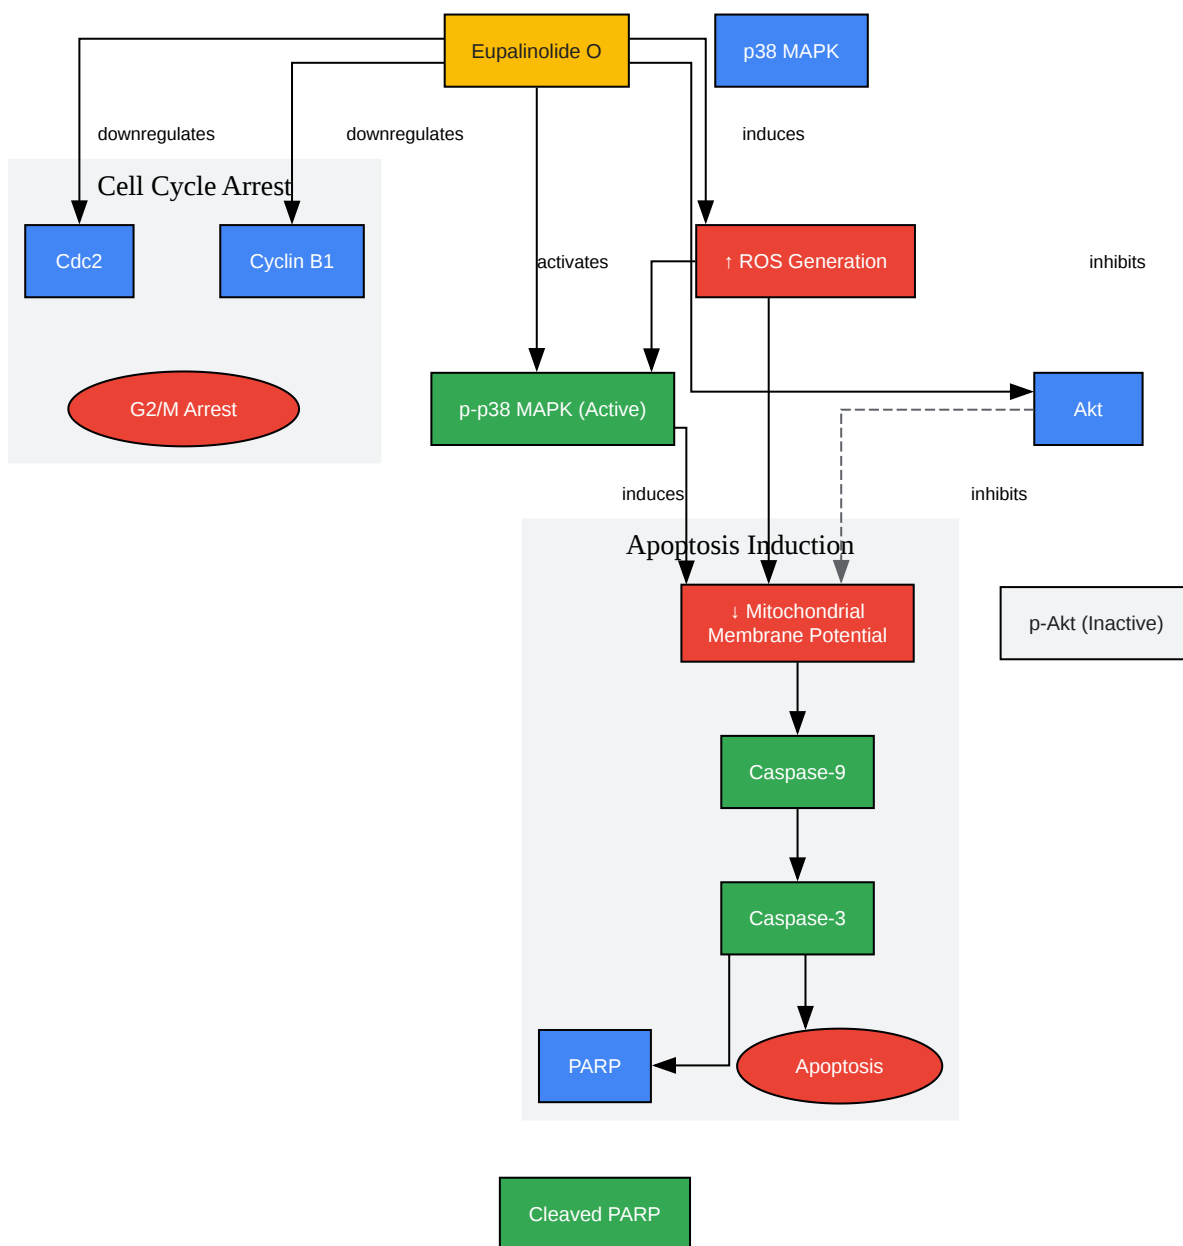 Eupalinolide O
p38 MAPK
downregulates
downregulates
induces
Cell Cycle Arrest
Cdc2
Cyclin B1
activates
↑ ROS Generation
inhibits
G2/M Arrest
p-p38 MAPK (Active)
Akt
induces
inhibits
Apoptosis Induction
↓ Mitochondrial
Membrane Potential
p-Akt (Inactive)
Caspase-9
Caspase-3
PARP
Apoptosis
Cleaved PARP